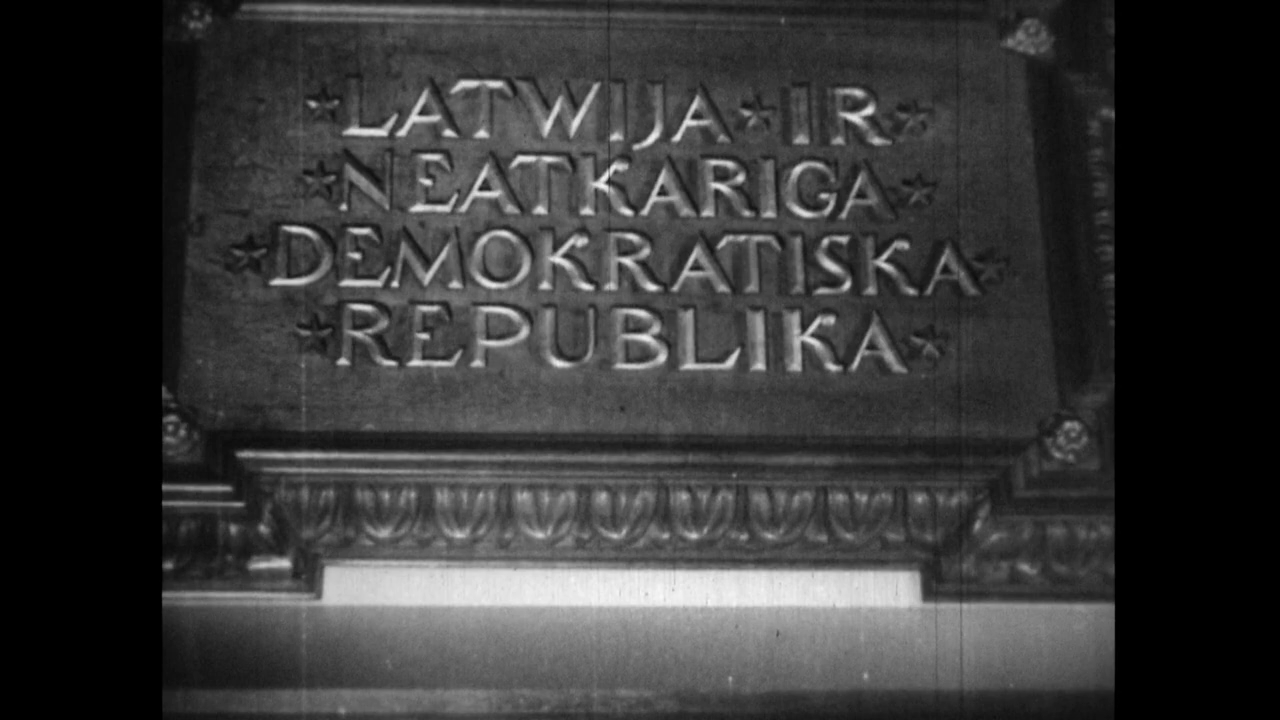 ★ LATWIJA ★ IR ★
★ NEATKARIGA ★
★ DEMOKRATISKA ★
★ REPUBLIKA ★